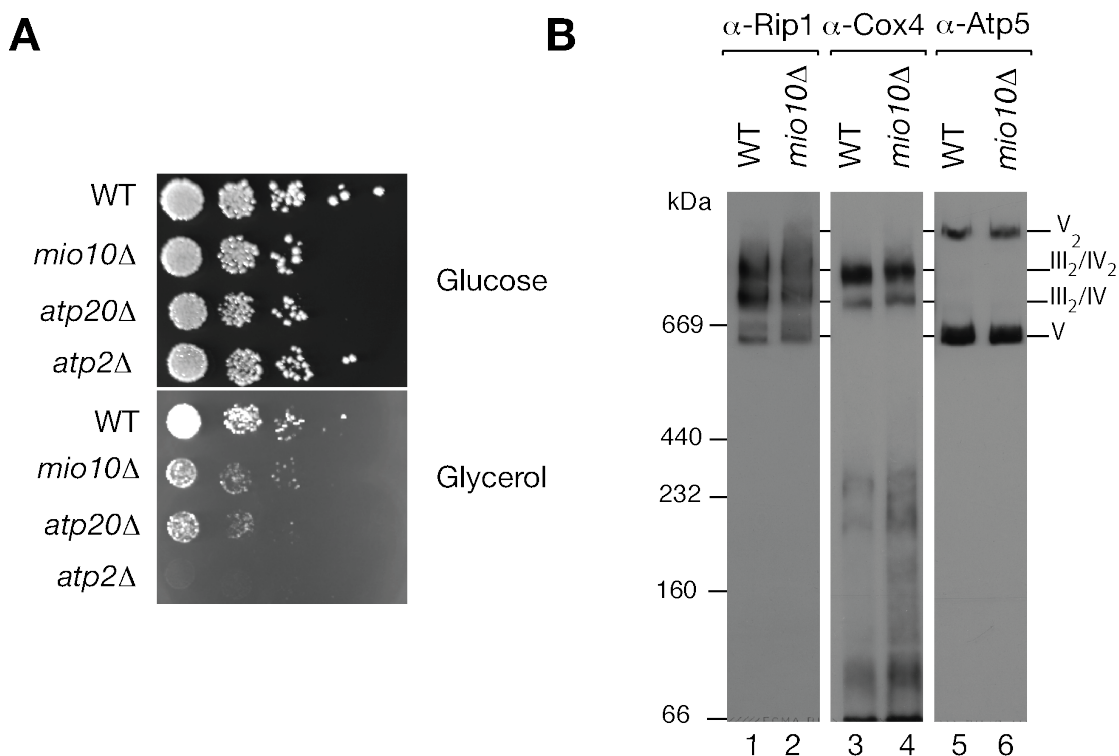 A
WT
mio10Δ
atp20Δ
atp2Δ
Glucose
WT
mio10Δ
atp20Δ
atp2Δ
Glycerol
B
α-Rip1 α-Cox4 α-Atp5
WT mio10Δ WT mio10Δ WT mio10Δ
kDa
V2
III2/IV2
III2/IV
669
V
440
232
160
66
1 2 3 4 5 6